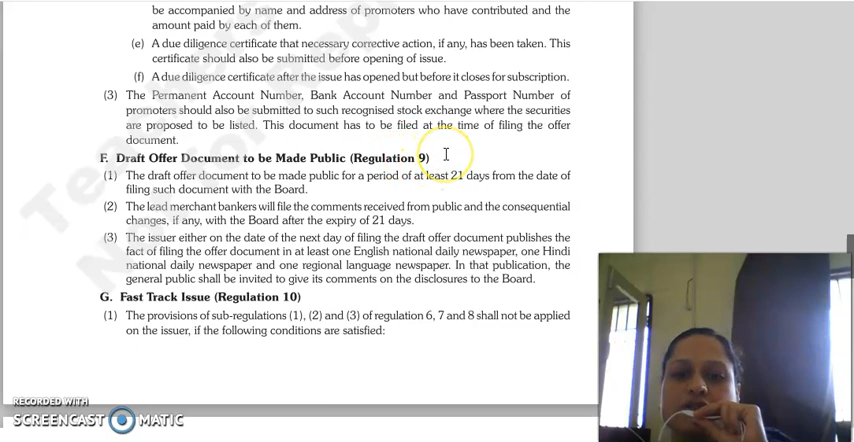 be accompanied by name and address of promoters who have contributed and the
amount paid by each of them.
(e) A due diligence certificate that necessary corrective action, if any, has been taken. This
certificate should also be submitted before opening of issue.
(f) A due diligence certificate after the issue has opened but before it closes for subscription.
(3) The Permanent Account Number, Bank Account Number and Passport Number of
promoters should also be submitted to such recognised stock exchange where the securities
are proposed to be listed. This document has to be filed at the time of filing the offer
document.
F. Draft Offer Document to be Made Public (Regulation 9)
(1) The draft offer document to be made public for a period of at least 21 days from the date of
filing such document with the Board.
(2) The lead merchant bankers will file the comments received from public and the consequential
changes, if any, with the Board after the expiry of 21 days.
(3) The issuer either on the date of the next day of filing the draft offer document publishes the
fact of filing the offer document in at least one English national daily newspaper, one Hindi
national daily newspaper and one regional language newspaper. In that publication, the
general public shall be invited to give its comments on the disclosures to the Board.
G. Fast Track Issue (Regulation 10)
(1) The provisions of sub-regulations (1), (2) and (3) of regulation 6, 7 and 8 shall not be applied
on the issuer, if the following conditions are satisfied:
RECORDED WITH
SCREENCAST MATIC